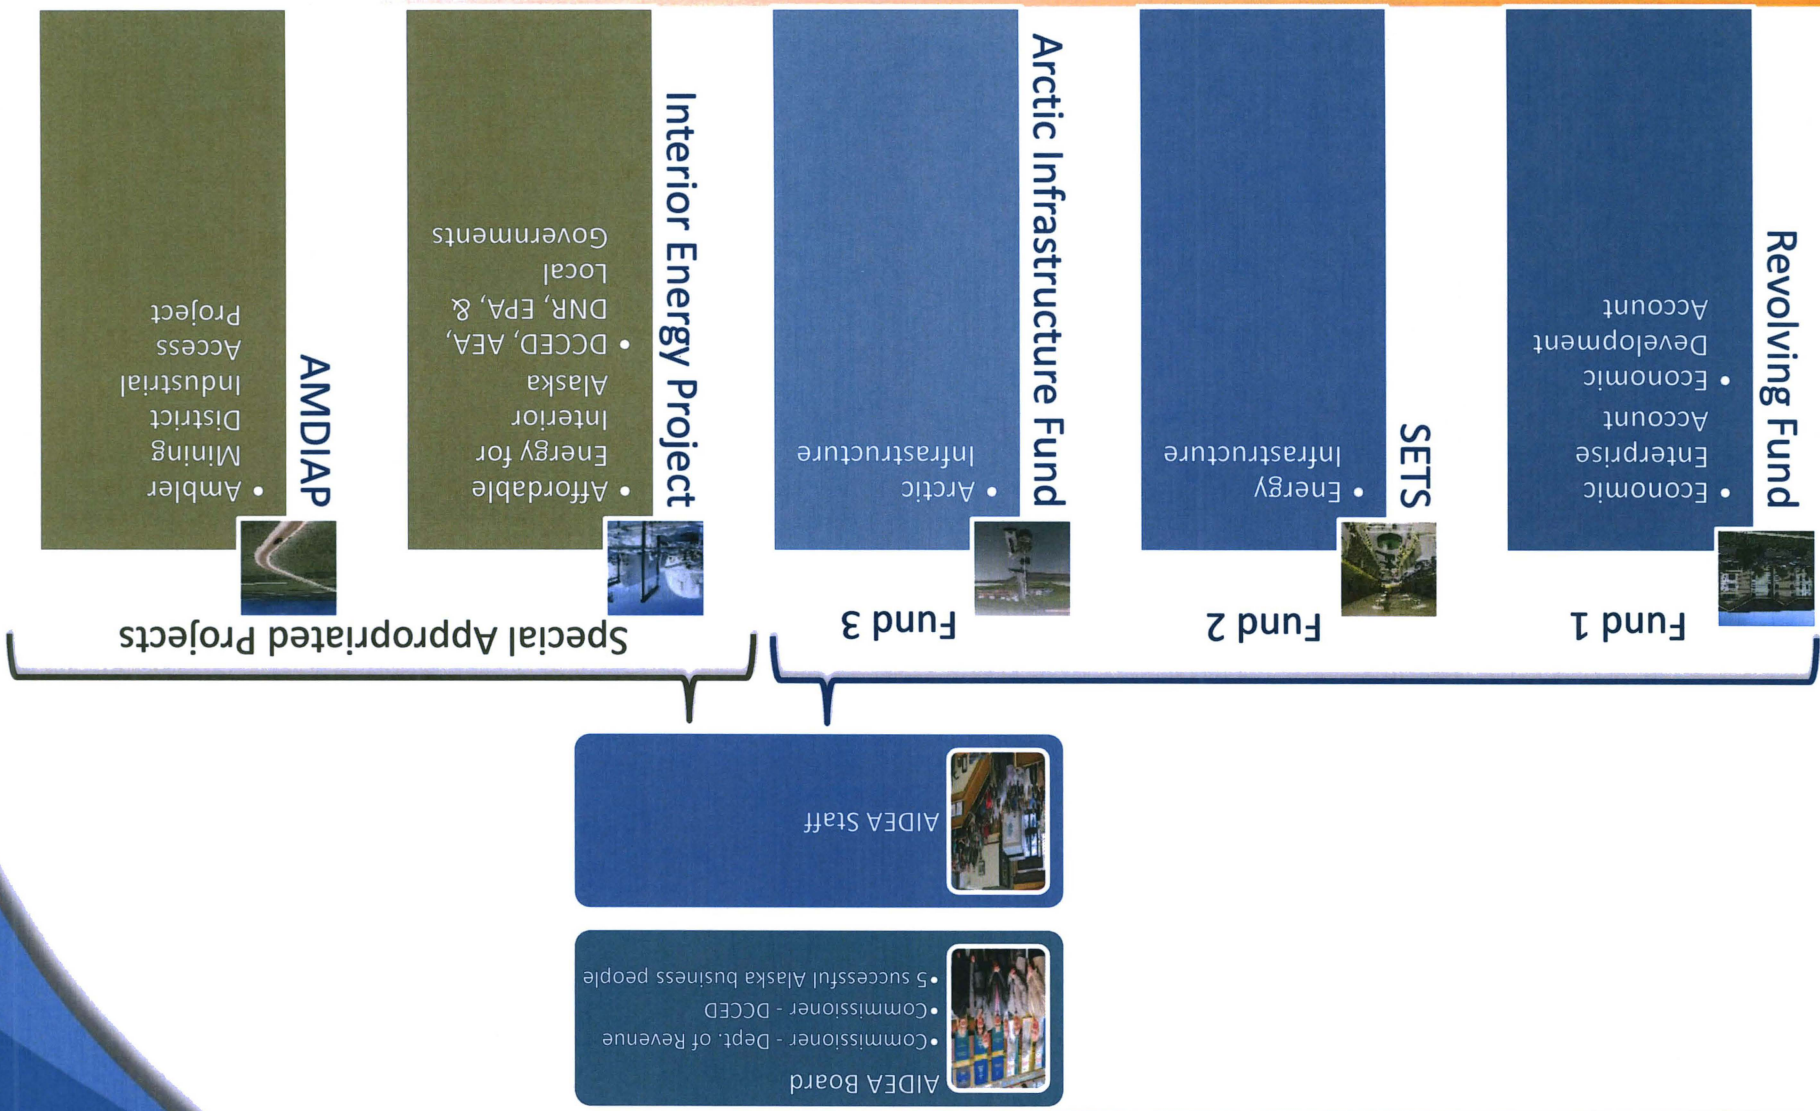 AIDEA Board
•Commissioner - Dept. of Revenue
•Commissioner - DCCED
•5 successful Alaska business people
AIDEA Staff
Fund 1
Revolving Fund
• Economic
Enterprise
Account
• Economic
Development
Account
Fund 2
SETS
• Energy
Infrastructure
Fund 3
Arctic Infrastructure Fund
• Arctic
Infrastructure
Special Appropriated Projects
Interior Energy Project
• Affordable
Energy for
Interior
Alaska
• DCCED, AEA,
DNR, EPA, &
Local
Governments
AMDIAP
• Ambler
Mining
District
Industrial
Access
Project